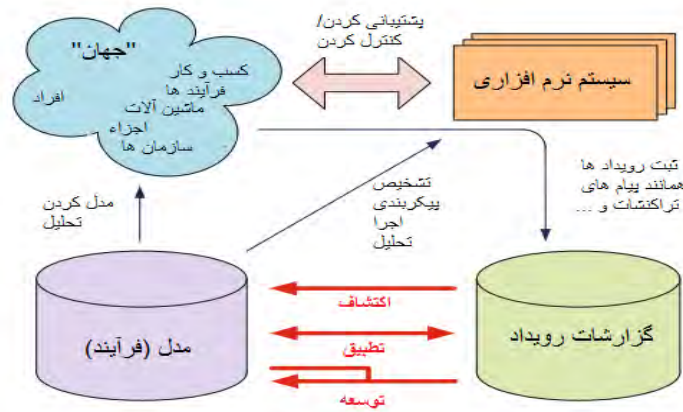 "جهان"
افراد
کسب و کار
فرآیند ها
ماشین آلات
اجزاء
سازمان ها
پشتیبانی کردن/
کنترل کردن
سیستم نرم افزاری
ثبت رویداد ها
همانند پیام های
تراکنشات و ...
مدل کردن
تحلیل
تشخیص
پیکربندی
اجرا
تحلیل
مدل (فرآیند)
اکتشاف
تطبیق
توسعه
گزارشات رویداد